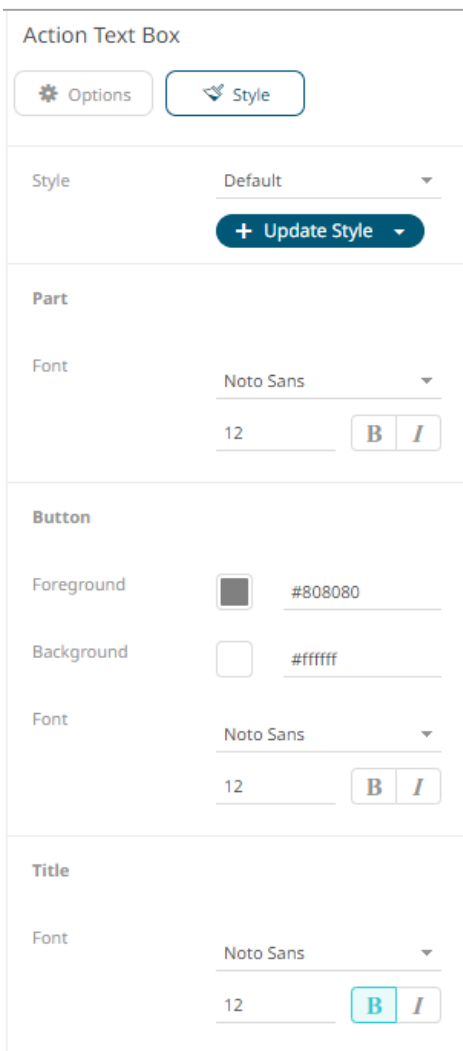 Action Text Box
Options Style
Style Default
+ Update Style
Part
Font
Noto Sans
12 B I
Button
Foreground #808080
Background #ffffff
Font
Noto Sans
12 B I
Title
Font
Noto Sans
12 B I